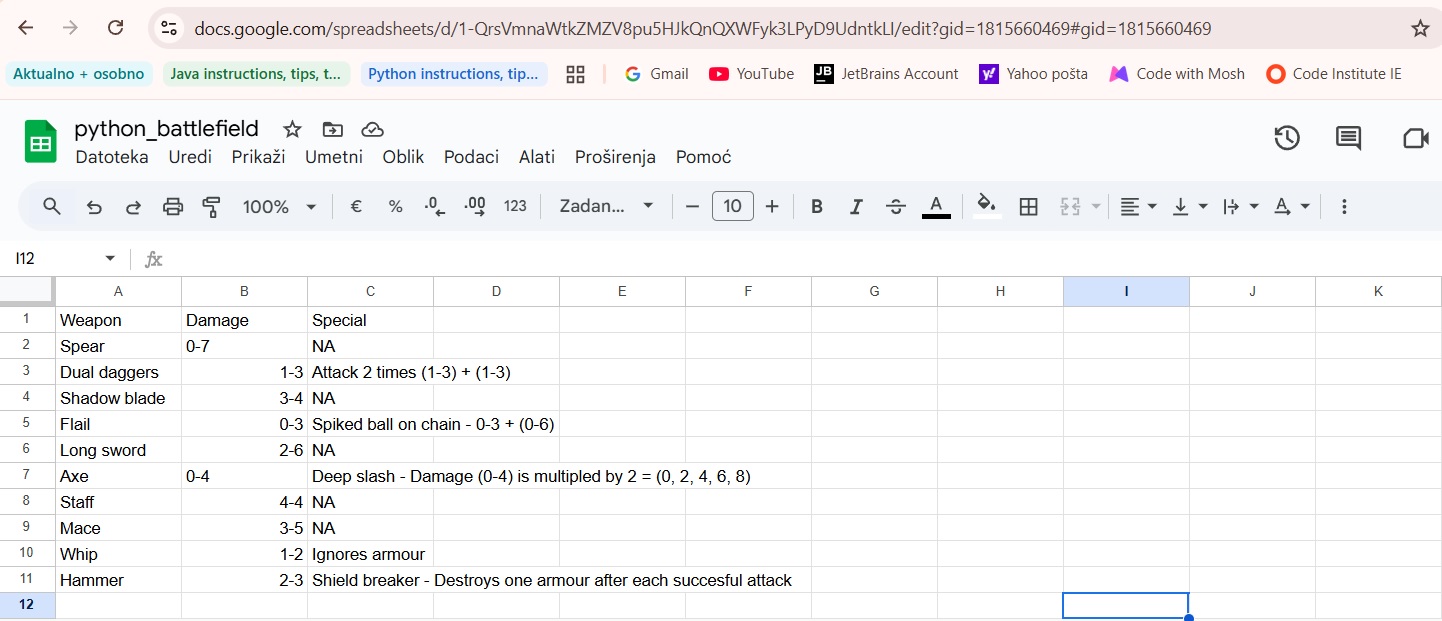 docs.google.com/spreadsheets/d/1-QrsVmnaWtkZMZV8pu5HJkQnQXWFyk3LPyD9UdntkLI/edit?gid=1815660469#gid=1815660469
Aktualno + osobno Java instructions, tips, t... Python instructions, tip... Gmail YouTube JB JetBrains Account y! Yahoo pošta Code with Mosh Code Institute IE
python_battlefield
Datoteka Uredi Prikaži Umetni Oblik Podaci Alati Proširenja Pomoć
100% € % .0 .00 123 Zadan... − 10 + B I S A A
I12 fx
A B C D E F G H I J K
1 Weapon Damage Special
2 Spear 0-7 NA
3 Dual daggers 1-3 Attack 2 times (1-3) + (1-3)
4 Shadow blade 3-4 NA
5 Flail 0-3 Spiked ball on chain - 0-3 + (0-6)
6 Long sword 2-6 NA
7 Axe 0-4 Deep slash - Damage (0-4) is multipled by 2 = (0, 2, 4, 6, 8)
8 Staff 4-4 NA
9 Mace 3-5 NA
10 Whip 1-2 Ignores armour
11 Hammer 2-3 Shield breaker - Destroys one armour after each succesful attack
12